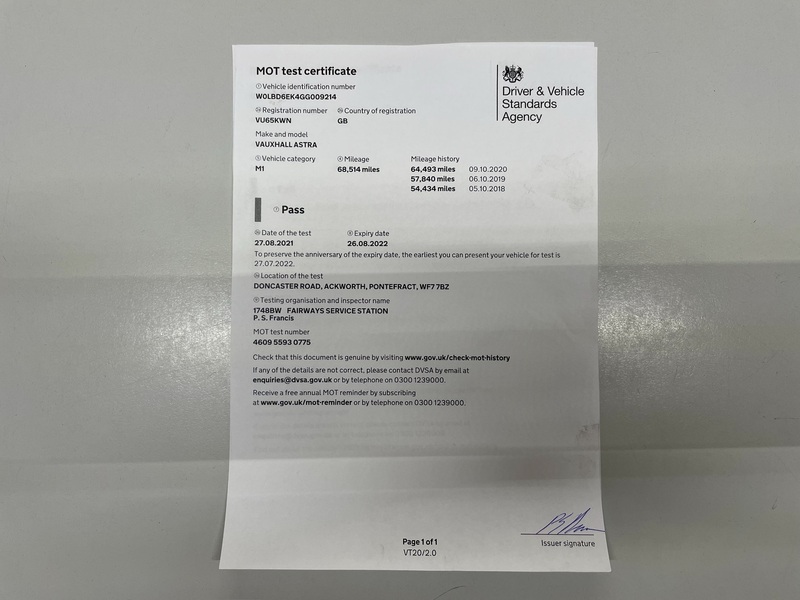 MOT test certificate
Driver & Vehicle
Standards
Agency
Vehicle identification number
W0LBD6EK4GG009214
Registration number Country of registration
VU65KWN GB
Make and model
VAUXHALL ASTRA
Vehicle category Mileage Mileage history
M1 68,514 miles 64,493 miles 09.10.2020
57,840 miles 06.10.2019
54,434 miles 05.10.2018
Pass
Date of the test Expiry date
27.08.2021 26.08.2022
To preserve the anniversary of the expiry date, the earliest you can present your vehicle for test is
27.07.2022.
Location of the test
DONCASTER ROAD, ACKWORTH, PONTEFRACT, WF7 7BZ
Testing organisation and inspector name
1748BW FAIRWAYS SERVICE STATION
P. S. Francis
MOT test number
4609 5593 0775
Check that this document is genuine by visiting www.gov.uk/check-mot-history
If any of the details are not correct, please contact DVSA by email at
enquiries@dvsa.gov.uk or by telephone on 0300 1239000.
Receive a free annual MOT reminder by subscribing
at www.gov.uk/mot-reminder or by telephone on 0300 1239000.
Page 1 of 1
VT20/2.0
Issuer signature